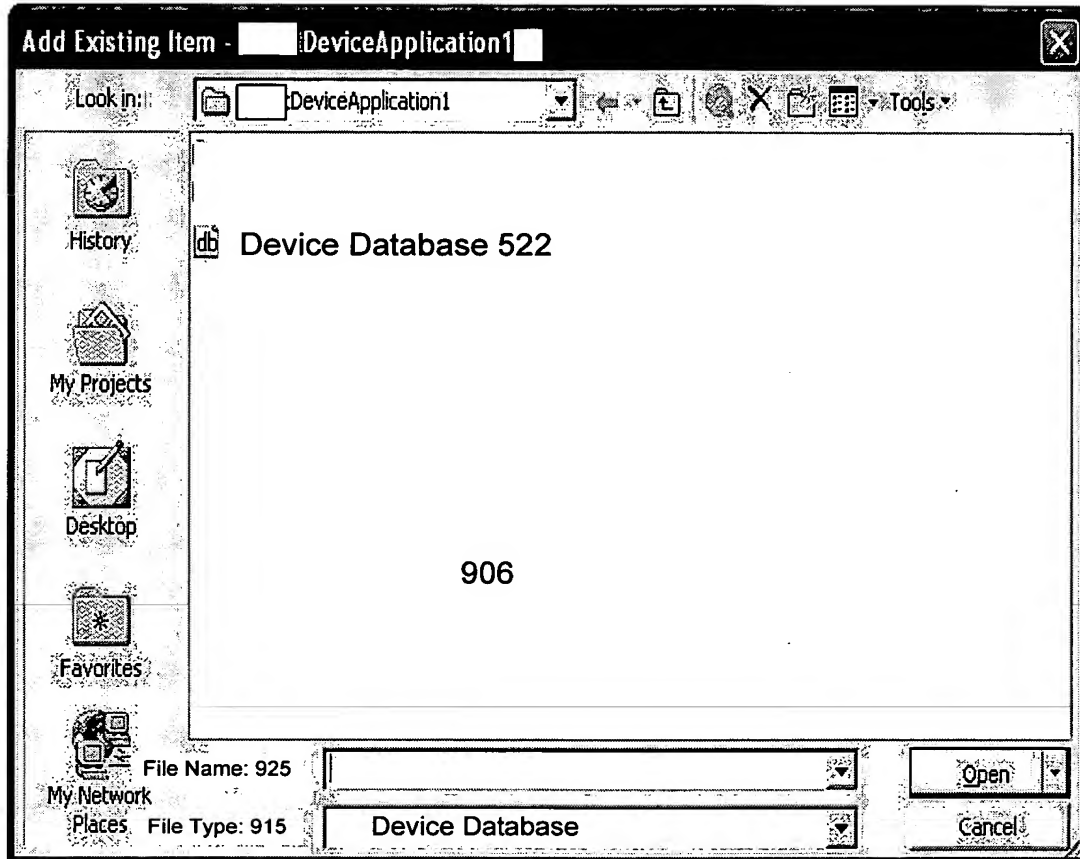 Add Existing Item - DeviceApplication1
Look in:
DeviceApplication1
Tools
History
db Device Database 522
My Projects
Desktop
906
Favorites
My Network Places
File Name: 925
Open
File Type: 915
Device Database
Cancel